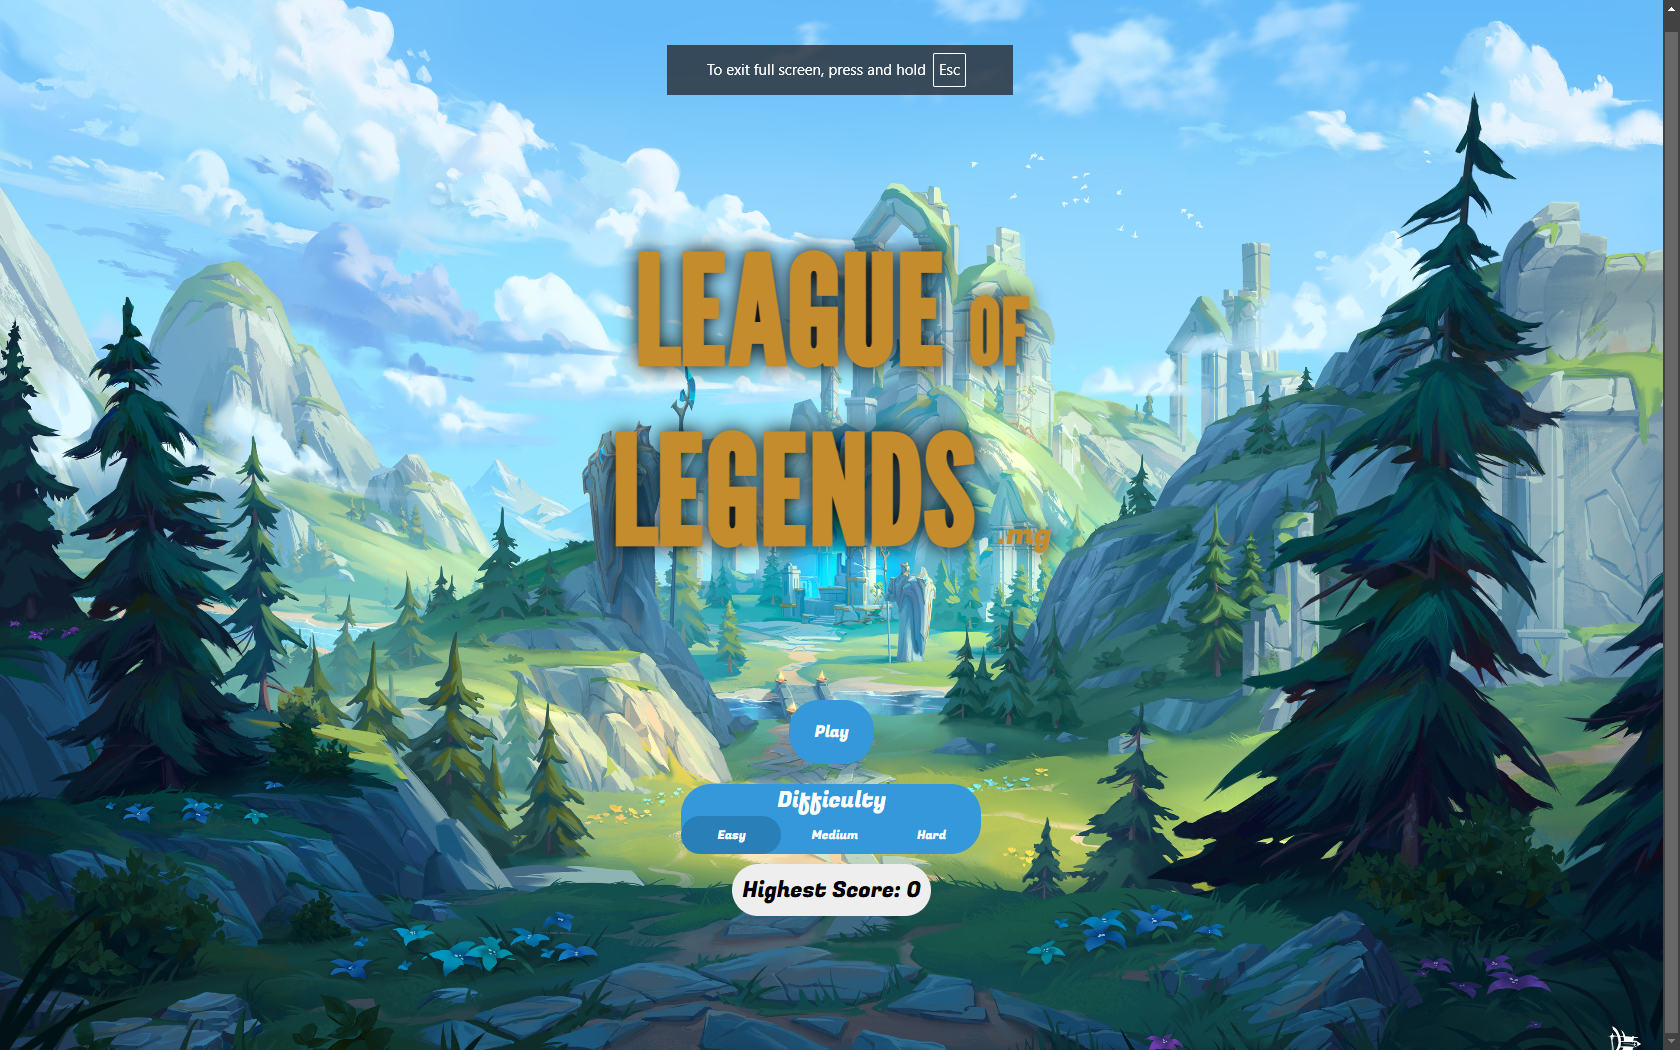 To exit full screen, press and hold Esc
LEAGUE OF
LEGENDS .mg
Play
Difficulty
Easy Medium Hard
Highest Score: 0